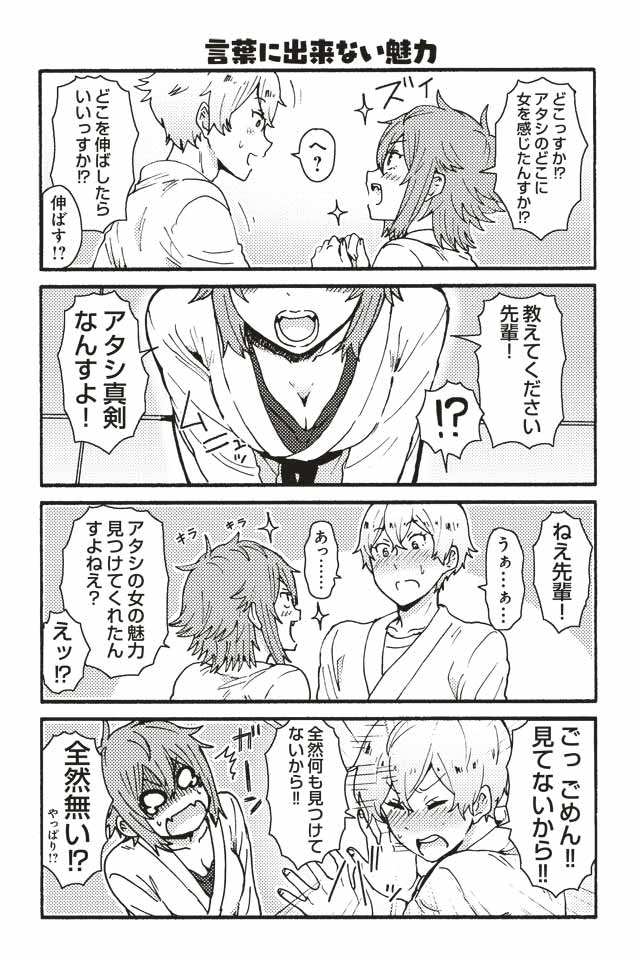 言葉に出来ない魅力
どこっすか!?
アタシのどこに
女を感じたんすか!?
ズイ
へ?
どこを伸ばしたら
いいっすか!?
伸ばす!?
教えてください
先輩!
!?
ムニュ
アタシ真剣
なんすよ!
ねえ先輩!
うぁ…ぁ…
あっ……
キラ
キラ
アタシの女の魅力
見つけてくれたん
すよねえ?
えッ!?
ごっ ごめん!!
見てないから!!
全然何も見つけて
ないから!!
全然無い!?
やっぱり!?